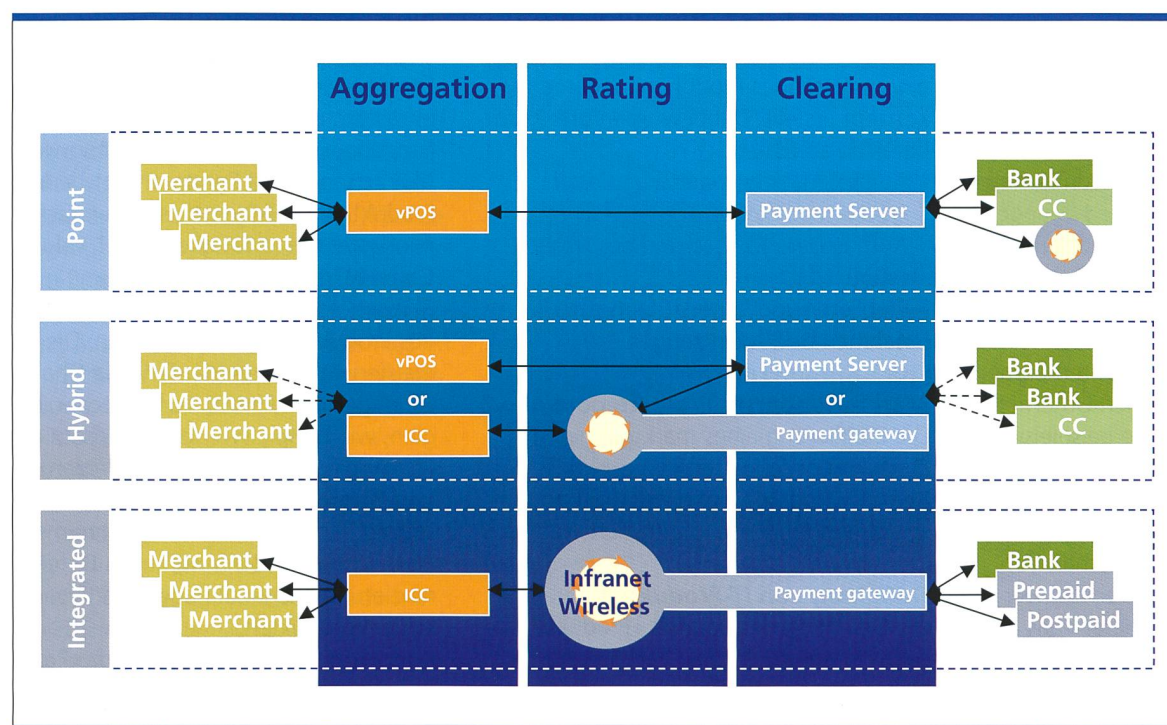 Aggregation
Rating
Clearing
Point
Merchant
Merchant
Merchant
vPOS
Payment Server
Bank
CC
Hybrid
Merchant
Merchant
Merchant
vPOS
or
ICC
Payment Server
or
Payment gateway
Bank
Bank
CC
Integrated
Merchant
Merchant
Merchant
ICC
Infranet
Wireless
Payment gateway
Bank
Prepaid
Postpaid